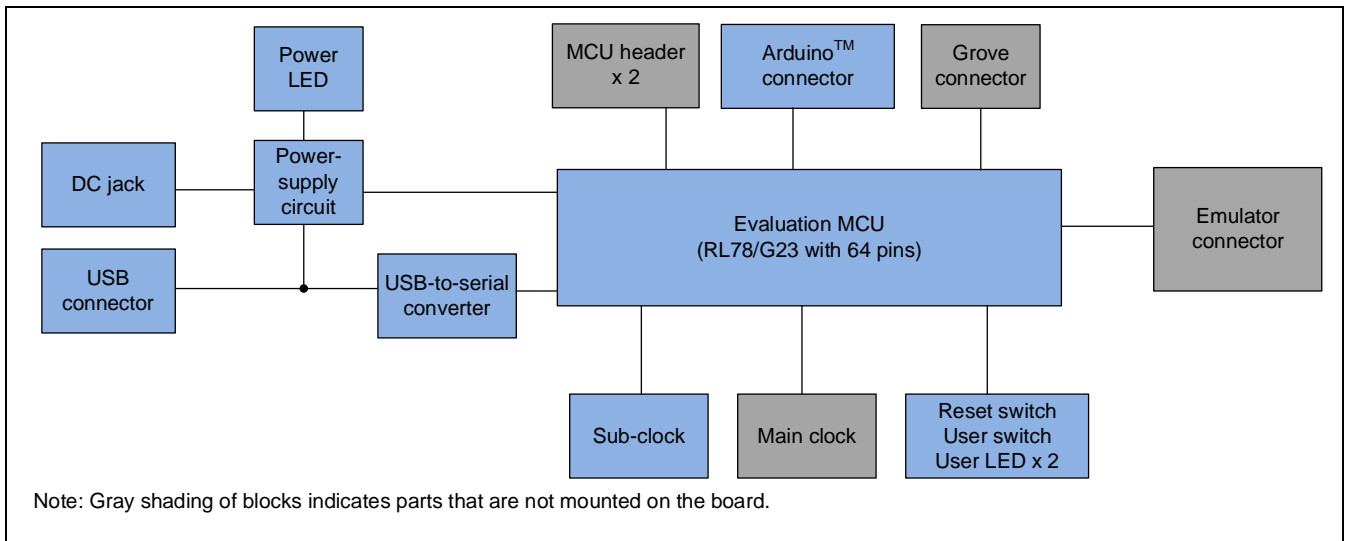 Power
LED
MCU header
x 2
Arduino™
connector
Grove
connector
DC jack
Power-
supply
circuit
Evaluation MCU
(RL78/G23 with 64 pins)
Emulator
connector
USB
connector
USB-to-serial
converter
Sub-clock
Main clock
Reset switch
User switch
User LED x 2
Note: Gray shading of blocks indicates parts that are not mounted on the board.